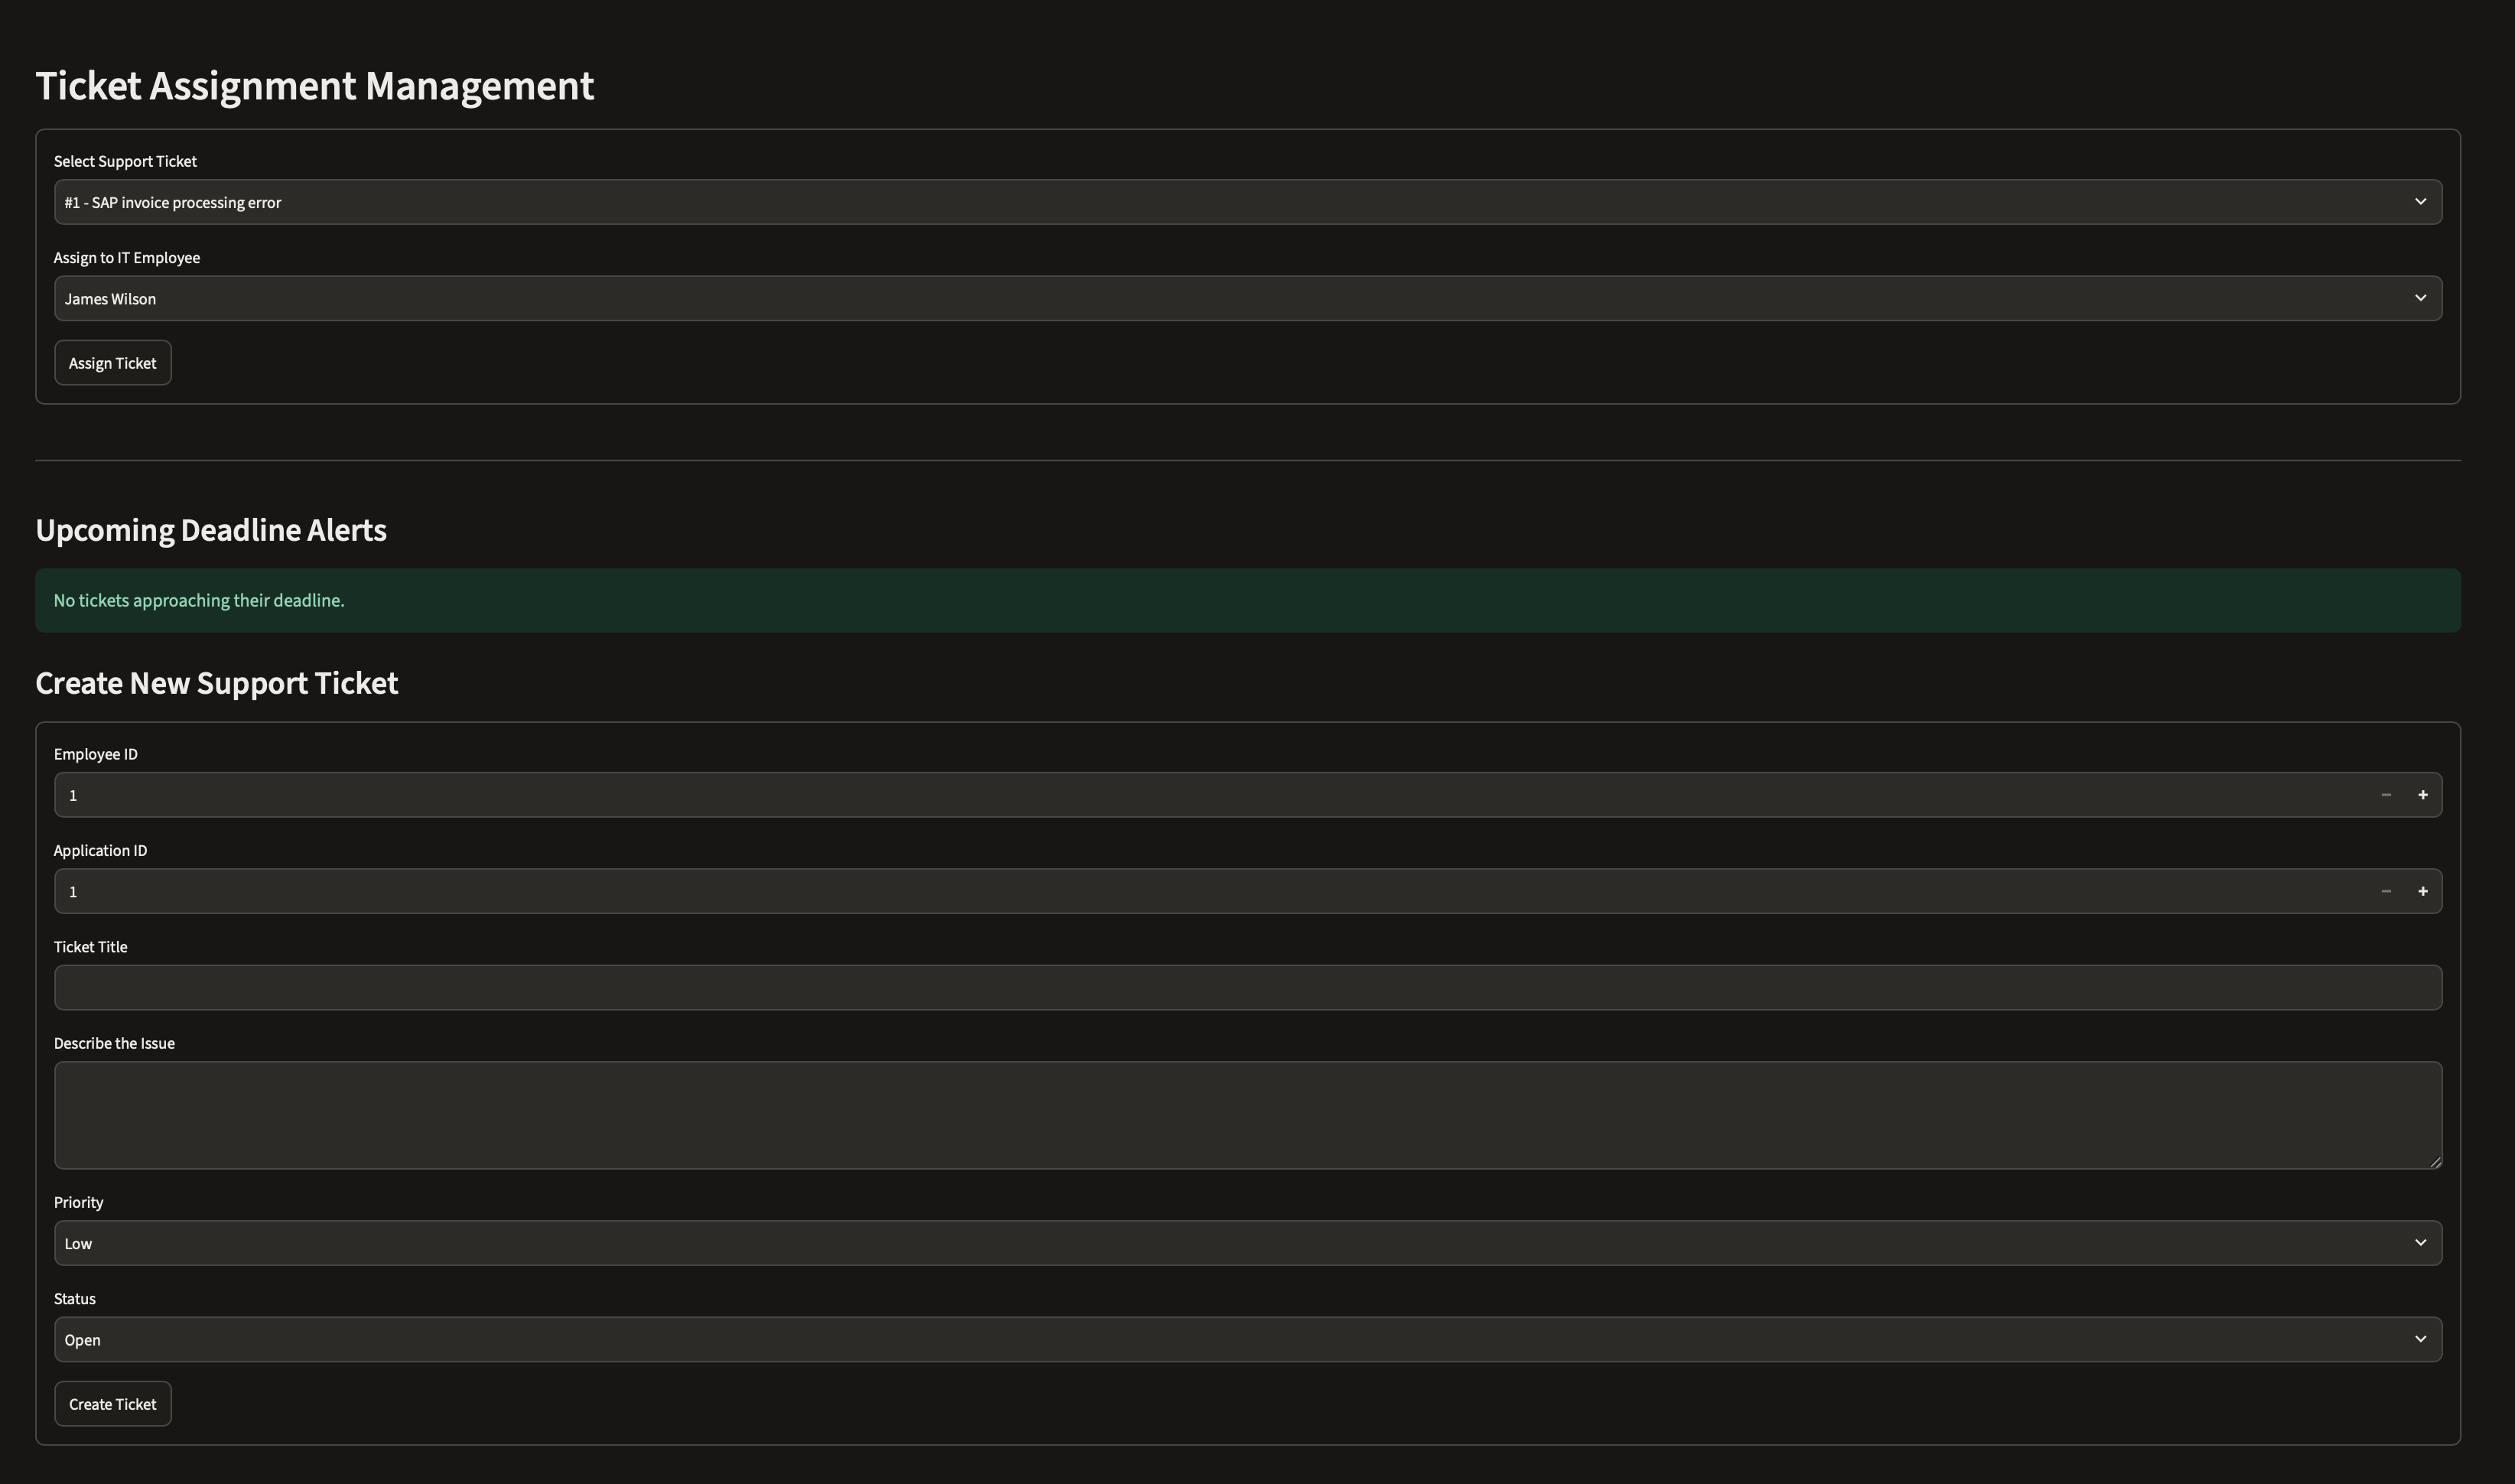 Ticket Assignment Management
Select Support Ticket
#1 - SAP invoice processing error
Assign to IT Employee
James Wilson
Assign Ticket
Upcoming Deadline Alerts
No tickets approaching their deadline.
Create New Support Ticket
Employee ID
1
Application ID
1
Ticket Title
Describe the Issue
Priority
Low
Status
Open
Create Ticket